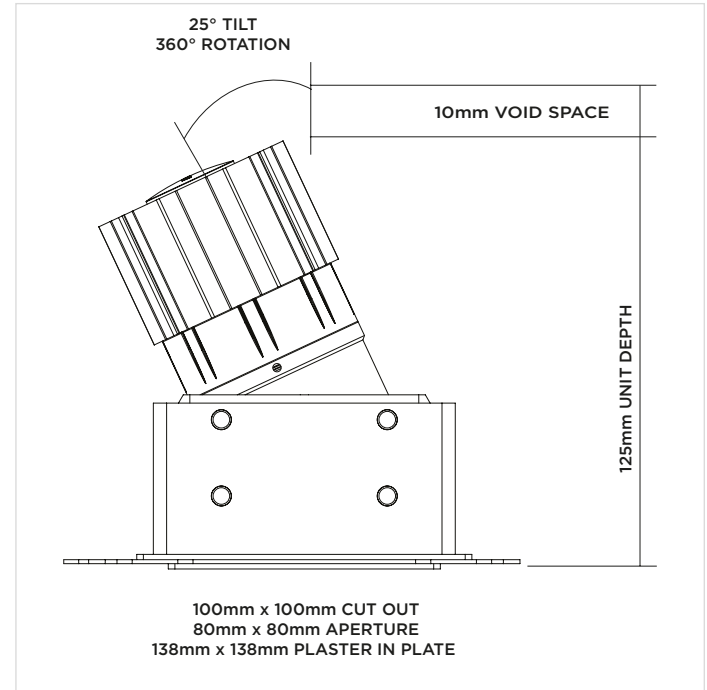 25° TILT
360° ROTATION
10mm VOID SPACE
125mm UNIT DEPTH
100mm x 100mm CUT OUT
80mm x 80mm APERTURE
138mm x 138mm PLASTER IN PLATE